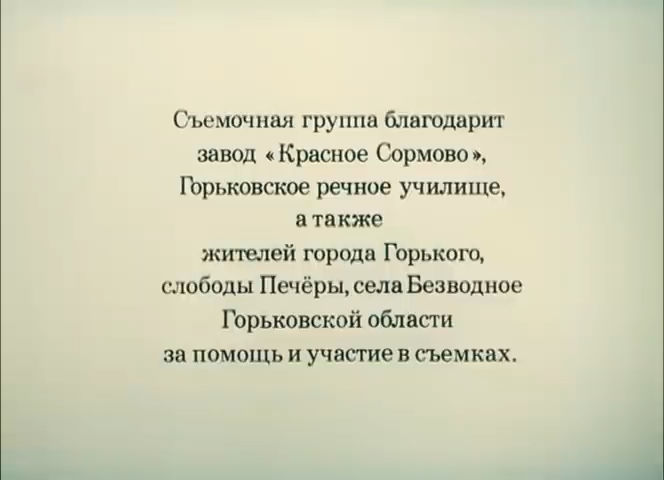 Съемочная группа благодарит
завод «Красное Сормово»,
Горьковское речное училище,
а также
жителей города Горького,
слободы Печёры, села Безводное
Горьковской области
за помощь и участие в съемках.